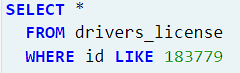 SELECT *
FROM drivers_license
WHERE id LIKE 183779